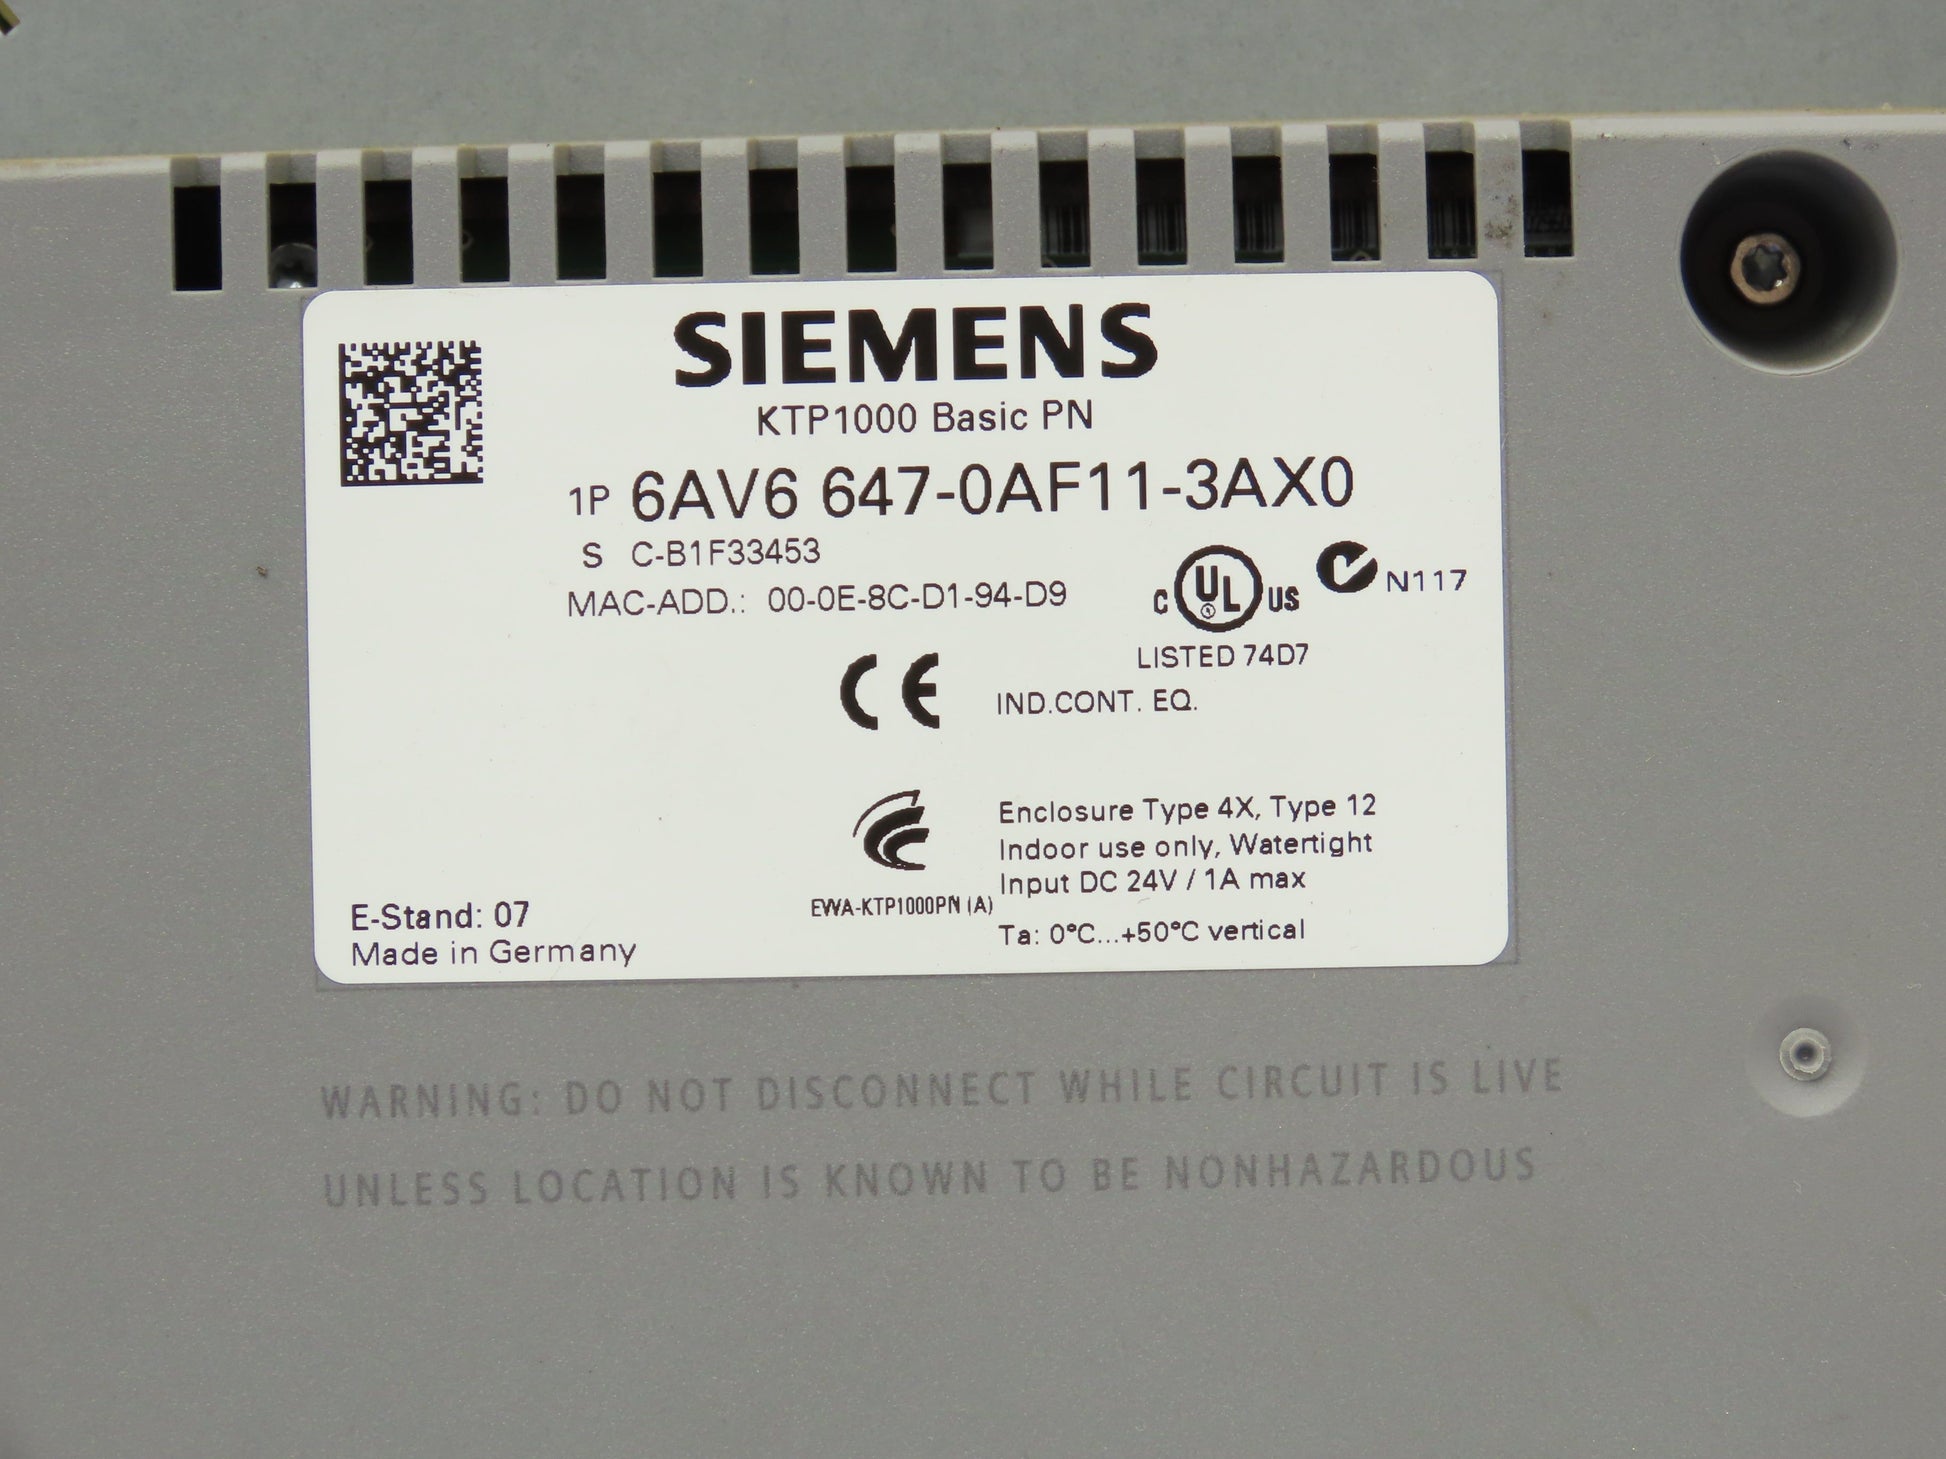 SIEMENS
KTP1000 Basic PN
1P 6AV6 647-0AF11-3AX0
S C-B1F33453
MAC-ADD.: 00-0E-8C-D1-94-D9
C UL US N117
LISTED 74D7
CE IND.CONT. EQ.
Enclosure Type 4X, Type 12
Indoor use only, Watertight
Input DC 24V / 1A max
EWA-KTP1000PN (A)
Ta: 0°C...+50°C vertical
E-Stand: 07
Made in Germany
WARNING: DO NOT DISCONNECT WHILE CIRCUIT IS LIVE
UNLESS LOCATION IS KNOWN TO BE NONHAZARDOUS